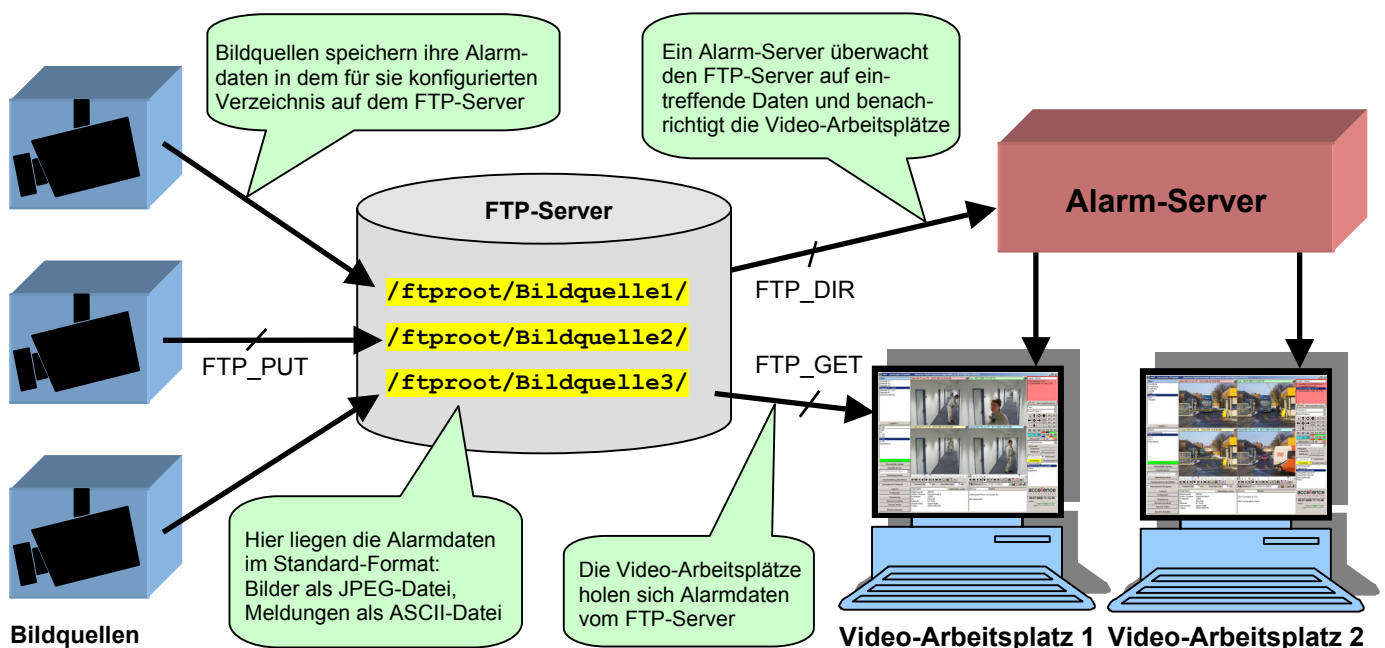 Bildquellen speichern ihre Alarm-
daten in dem für sie konfigurierten
Verzeichnis auf dem FTP-Server
Ein Alarm-Server überwacht
den FTP-Server auf ein-
treffende Daten und benach-
richtigt die Video-Arbeitsplätze
FTP-Server
Alarm-Server
/ftproot/Bildquelle1/
/ftproot/Bildquelle2/
/ftproot/Bildquelle3/
FTP_PUT
FTP_DIR
FTP_GET
Hier liegen die Alarmdaten
im Standard-Format:
Bilder als JPEG-Datei,
Meldungen als ASCII-Datei
Die Video-Arbeitsplätze
holen sich Alarmdaten
vom FTP-Server
accellence
accellence
Bildquellen
Video-Arbeitsplatz 1
Video-Arbeitsplatz 2